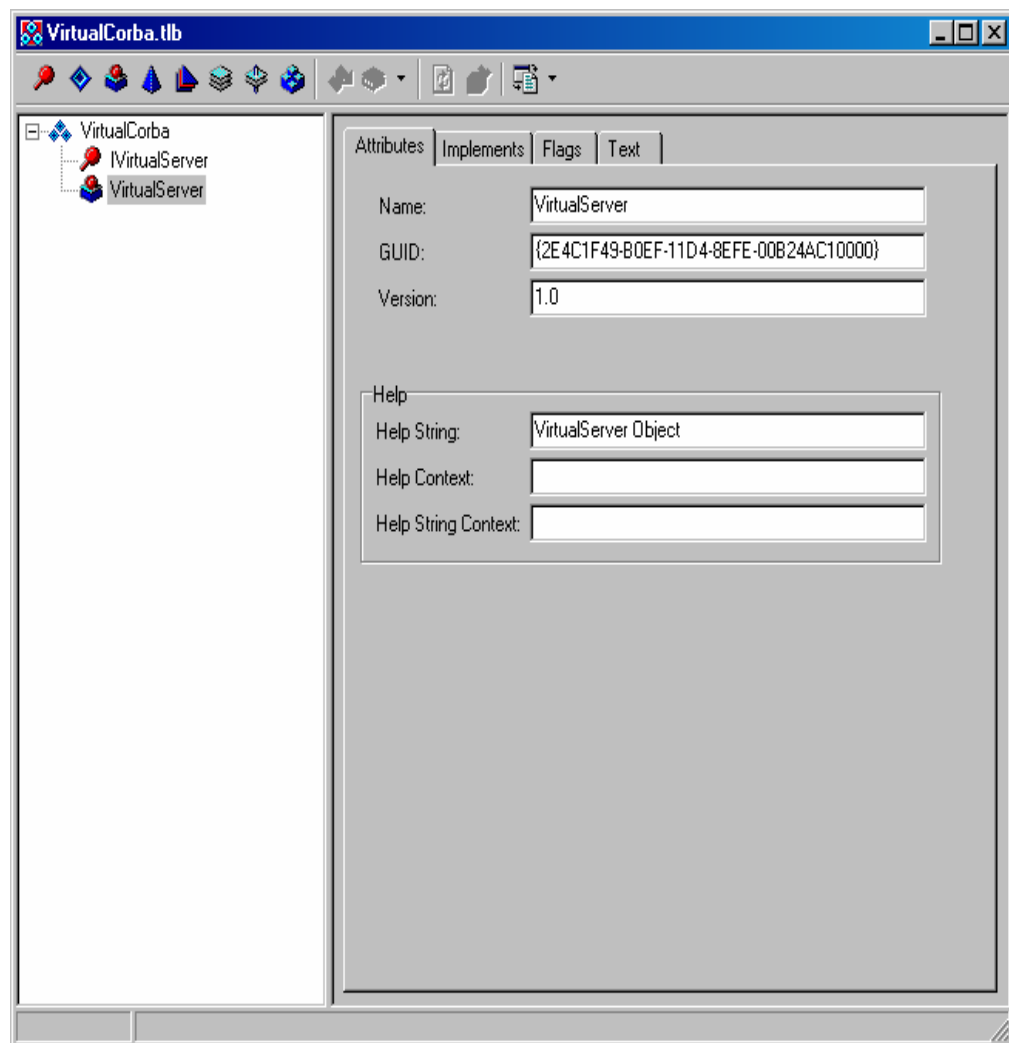 VirtualCorba.tlb
VirtualCorba
IVirtualServer
VirtualServer
Attributes Implements Flags Text
Name: VirtualServer
GUID: {2E4C1F49-B0EF-11D4-8EFE-00B24AC10000}
Version: 1.0
Help
Help String: VirtualServer Object
Help Context:
Help String Context: